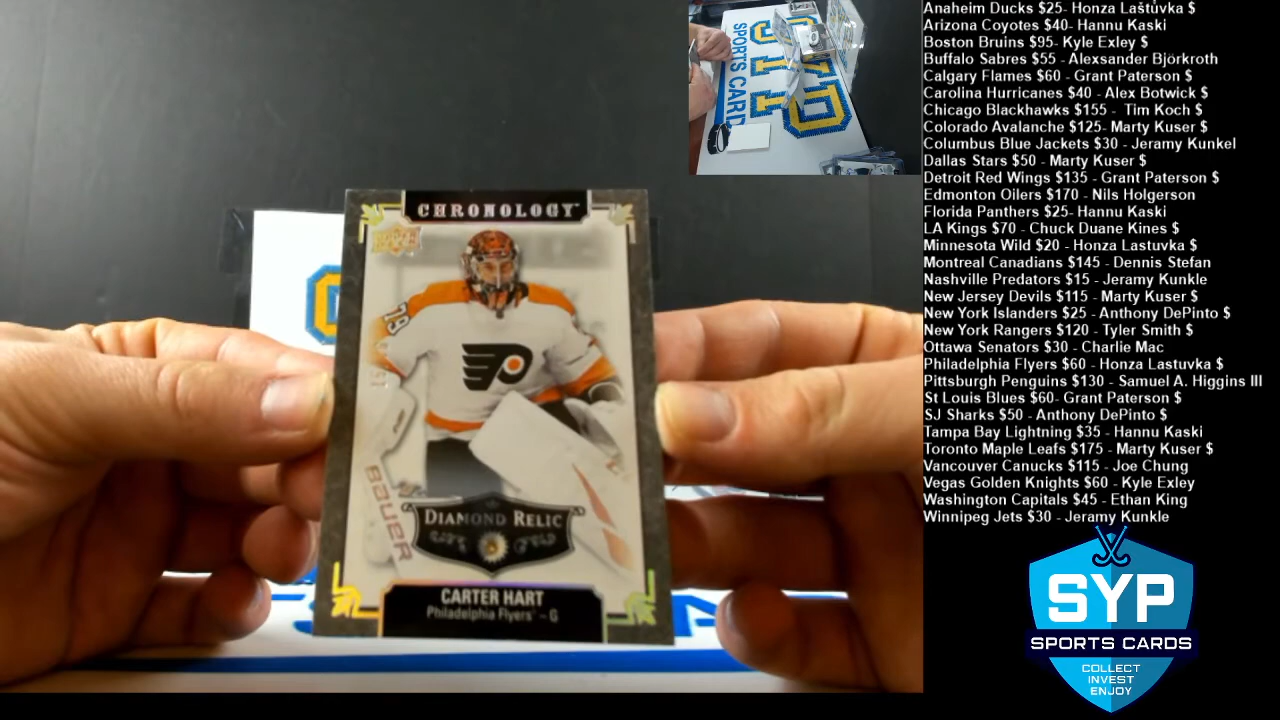 CHRONOLOGY
UPPER DECK
79
BAUER
DIAMOND RELIC
CARTER HART
Philadelphia Flyers - G
SPORTS CARD
Anaheim Ducks $25- Honza Laštuvka $
Arizona Coyotes $40- Hannu Kaski
Boston Bruins $95- Kyle Exley $
Buffalo Sabres $55 - Alexsander Björkroth
Calgary Flames $60 - Grant Paterson $
Carolina Hurricanes $40 - Alex Botwick $
Chicago Blackhawks $155 - Tim Koch $
Colorado Avalanche $125- Marty Kuser $
Columbus Blue Jackets $30 - Jeramy Kunkel
Dallas Stars $50 - Marty Kuser $
Detroit Red Wings $135 - Grant Paterson $
Edmonton Oilers $170 - Nils Holgerson
Florida Panthers $25- Hannu Kaski
LA Kings $70 - Chuck Duane Kines $
Minnesota Wild $20 - Honza Lastuvka $
Montreal Canadians $145 - Dennis Stefan
Nashville Predators $15 - Jeramy Kunkle
New Jersey Devils $115 - Marty Kuser $
New York Islanders $25 - Anthony DePinto $
New York Rangers $120 - Tyler Smith $
Ottawa Senators $30 - Charlie Mac
Philadelphia Flyers $60 - Honza Lastuvka $
Pittsburgh Penguins $130 - Samuel A. Higgins III
St Louis Blues $60- Grant Paterson $
SJ Sharks $50 - Anthony DePinto $
Tampa Bay Lightning $35 - Hannu Kaski
Toronto Maple Leafs $175 - Marty Kuser $
Vancouver Canucks $115 - Joe Chung
Vegas Golden Knights $60 - Kyle Exley
Washington Capitals $45 - Ethan King
Winnipeg Jets $30 - Jeramy Kunkle
SYP
SPORTS CARDS
COLLECT
INVEST
ENJOY